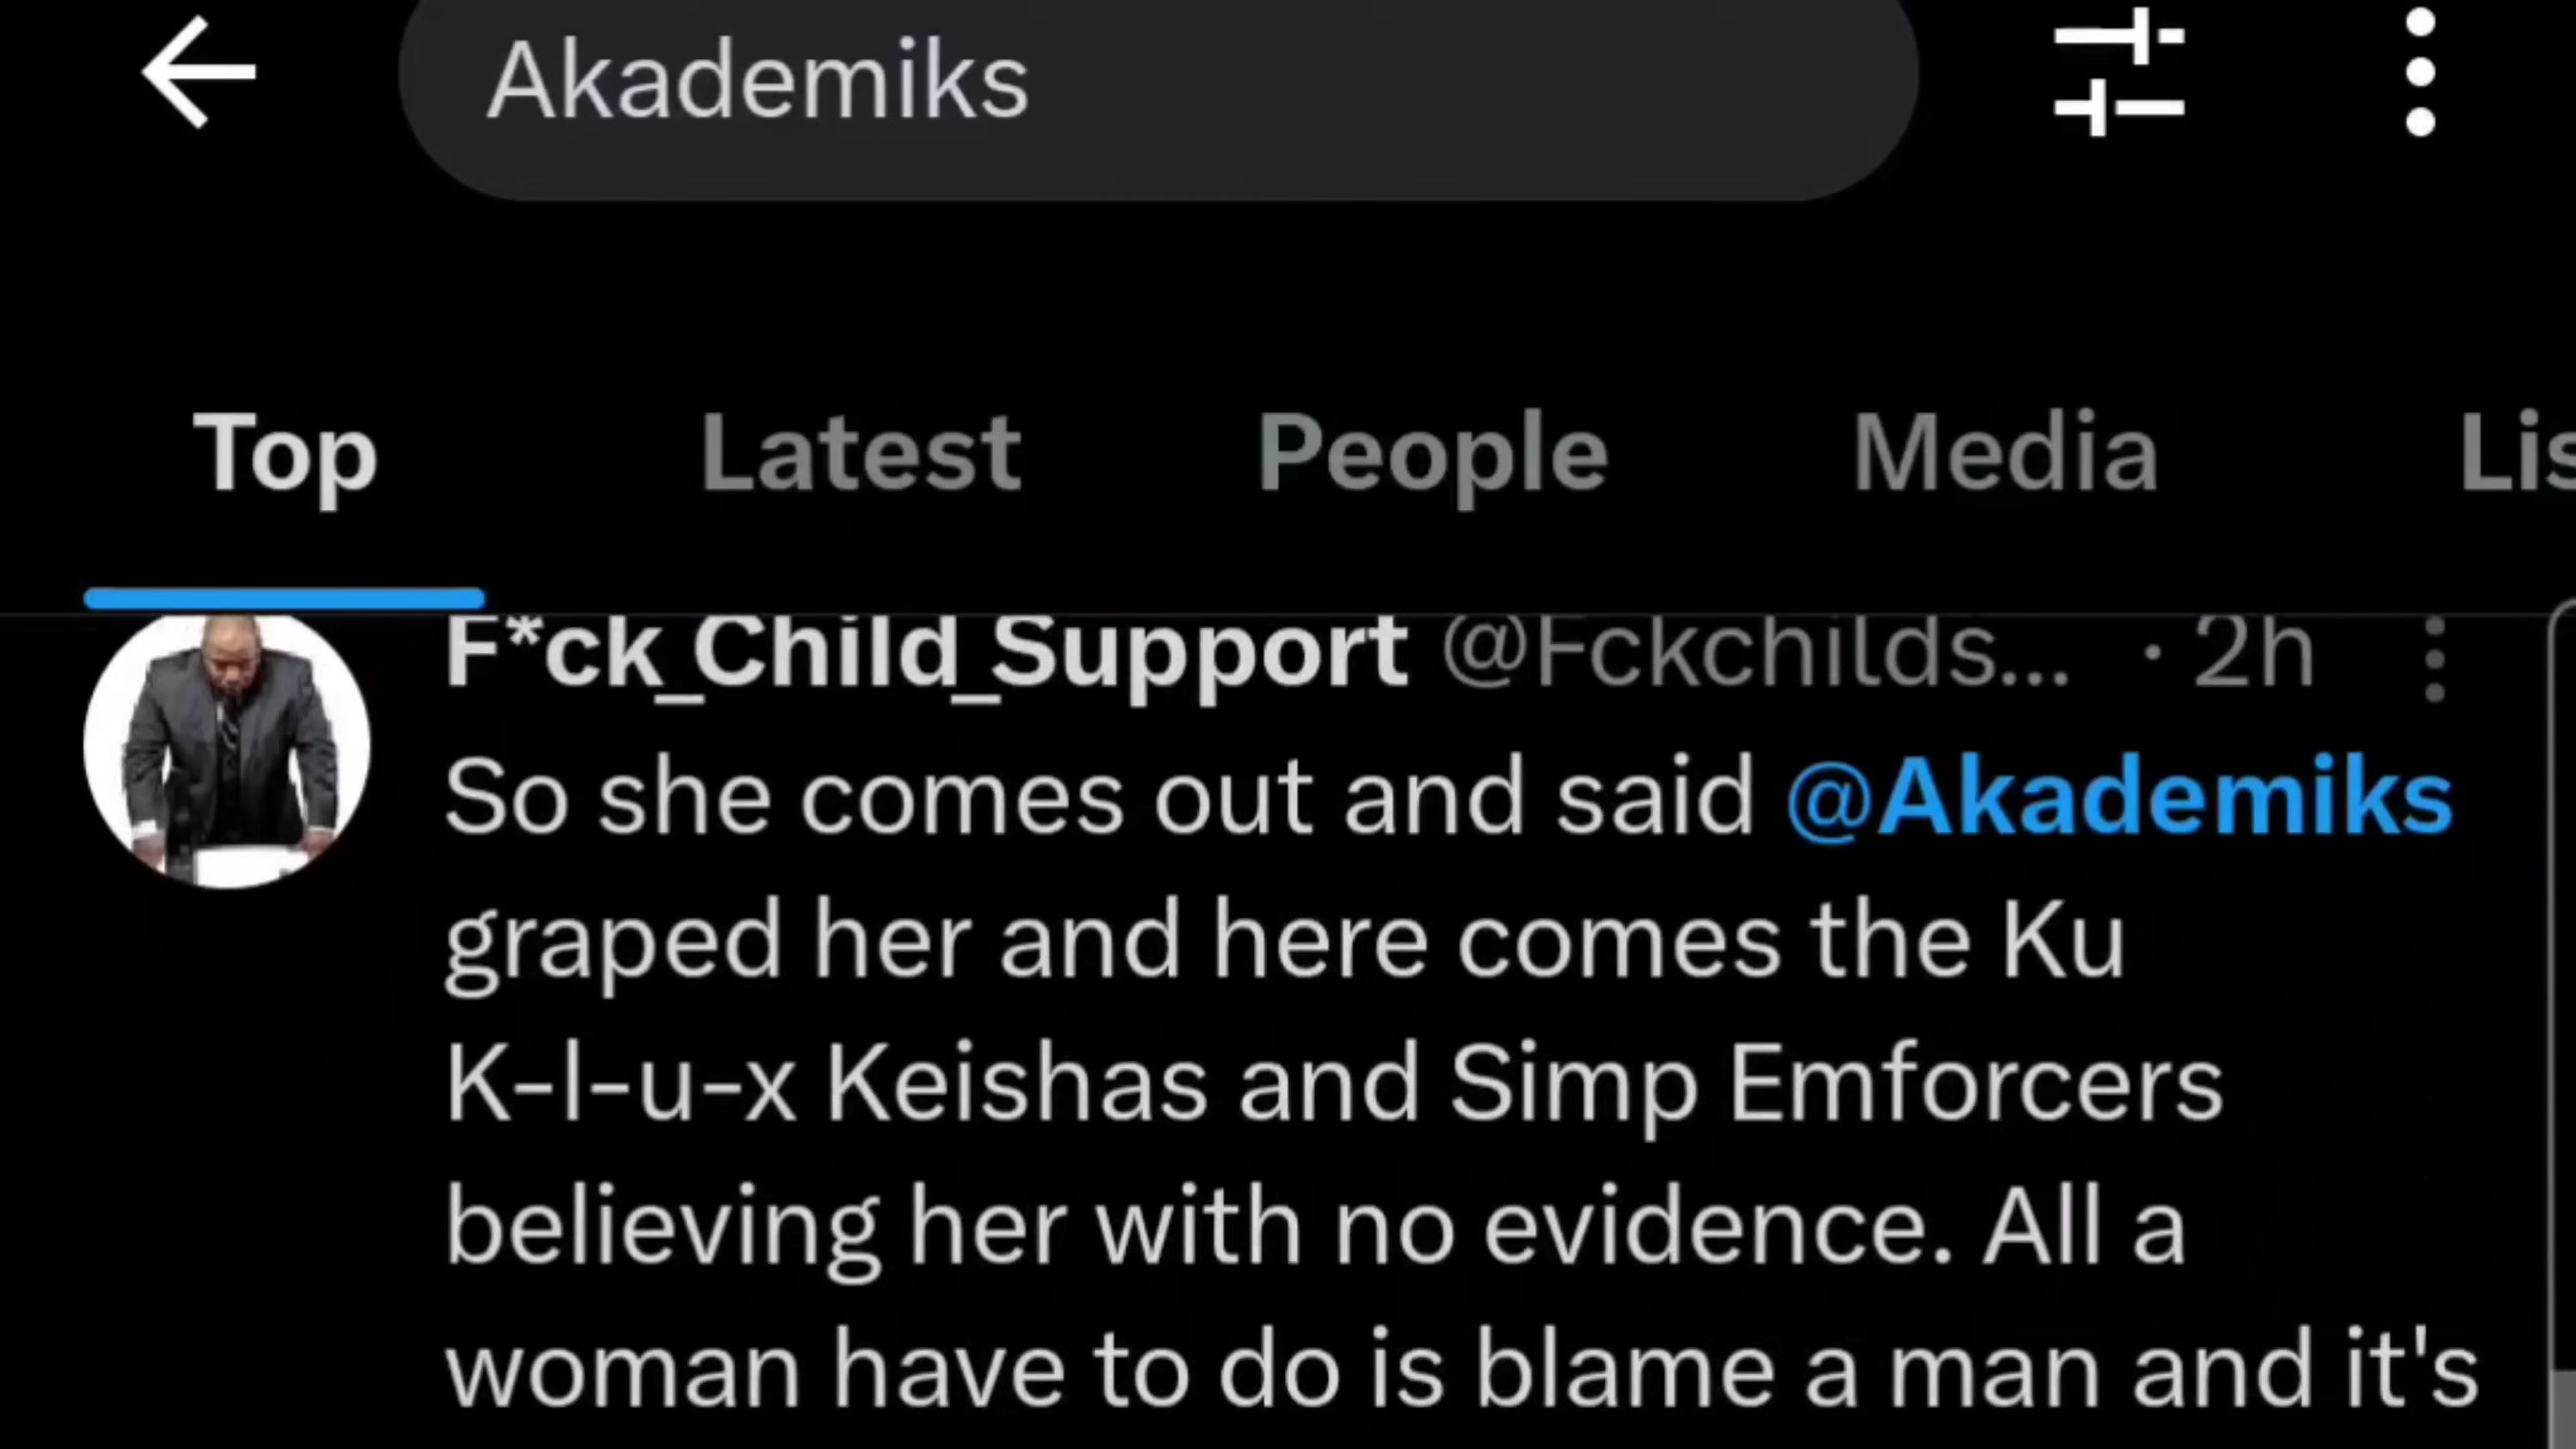 Akademiks
Top Latest People Media Lis
F*ck_Child_Support @Fckchilds... · 2h
So she comes out and said @Akademiks
graped her and here comes the Ku
K-l-u-x Keishas and Simp Emforcers
believing her with no evidence. All a
woman have to do is blame a man and it's